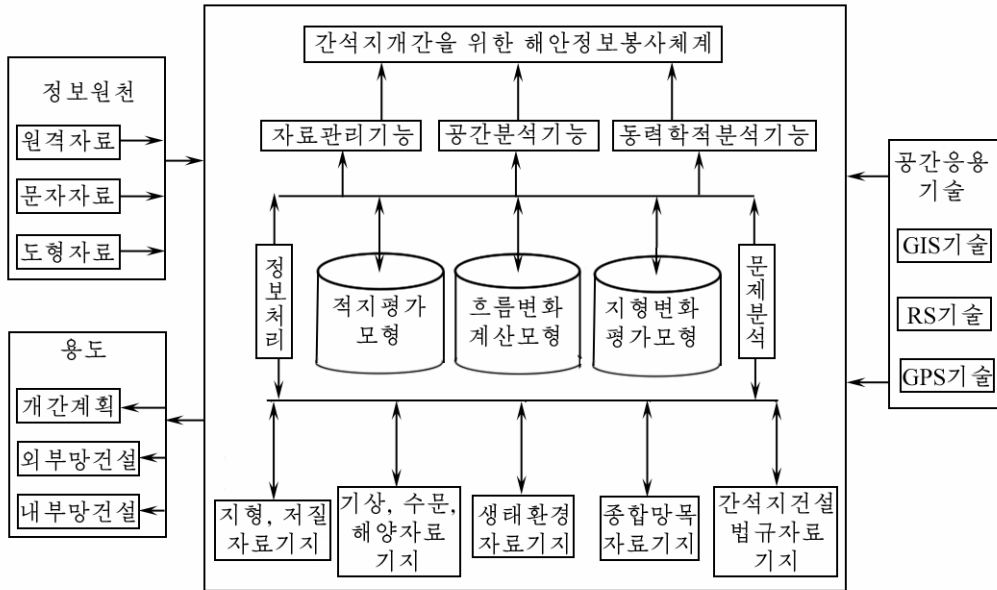 간석지개간을 위한 해안정보봉사체계
정보원천
원격자료
문자자료
도형자료
용도
개간계획
외부망건설
내부망건설
자료관리기능
공간분석기능
동력학적분석기능
정보처리
적지평가
모형
흐름변화
계산모형
지형변화
평가모형
문제분석
지형, 저질
자료기지
기상, 수문,
해양자료
기지
생태환경
자료기지
종합망목
자료기지
간석지건설
법규자료
기지
공간응용
기술
GIS기술
RS기술
GPS기술